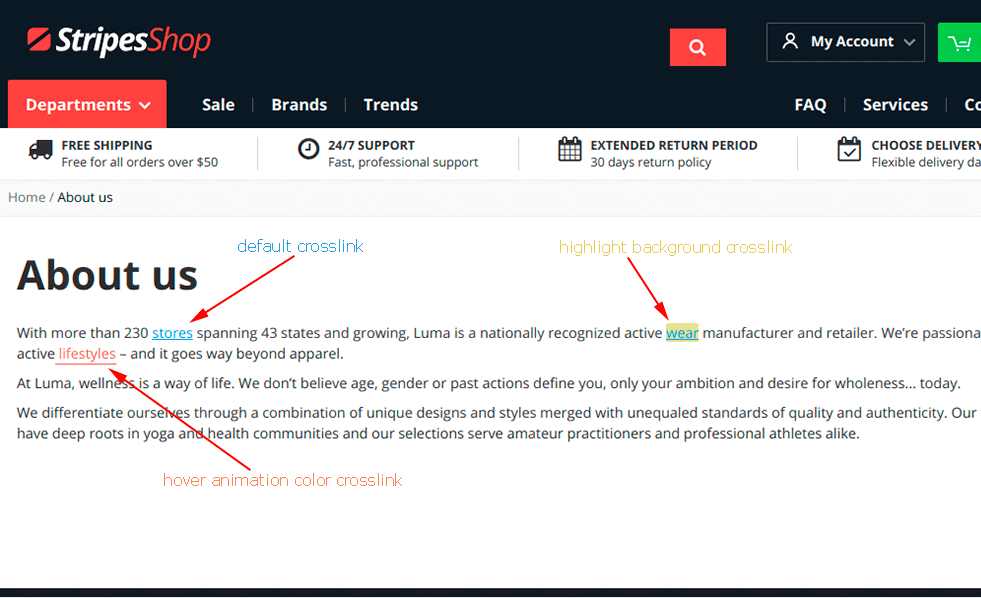 StripesShop
My Account
Departments Sale Brands Trends FAQ Services
FREE SHIPPING
Free for all orders over $50
24/7 SUPPORT
Fast, professional support
EXTENDED RETURN PERIOD
30 days return policy
CHOOSE DELIVERY
Flexible delivery da
Home / About us
default crosslink
highlight background crosslink
About us
With more than 230 stores spanning 43 states and growing, Luma is a nationally recognized active wear manufacturer and retailer. We’re passiona
active lifestyles – and it goes way beyond apparel.
At Luma, wellness is a way of life. We don’t believe age, gender or past actions define you, only your ambition and desire for wholeness... today.
We differentiate ourselves through a combination of unique designs and styles merged with unequaled standards of quality and authenticity. Our
have deep roots in yoga and health communities and our selections serve amateur practitioners and professional athletes alike.
hover animation color crosslink